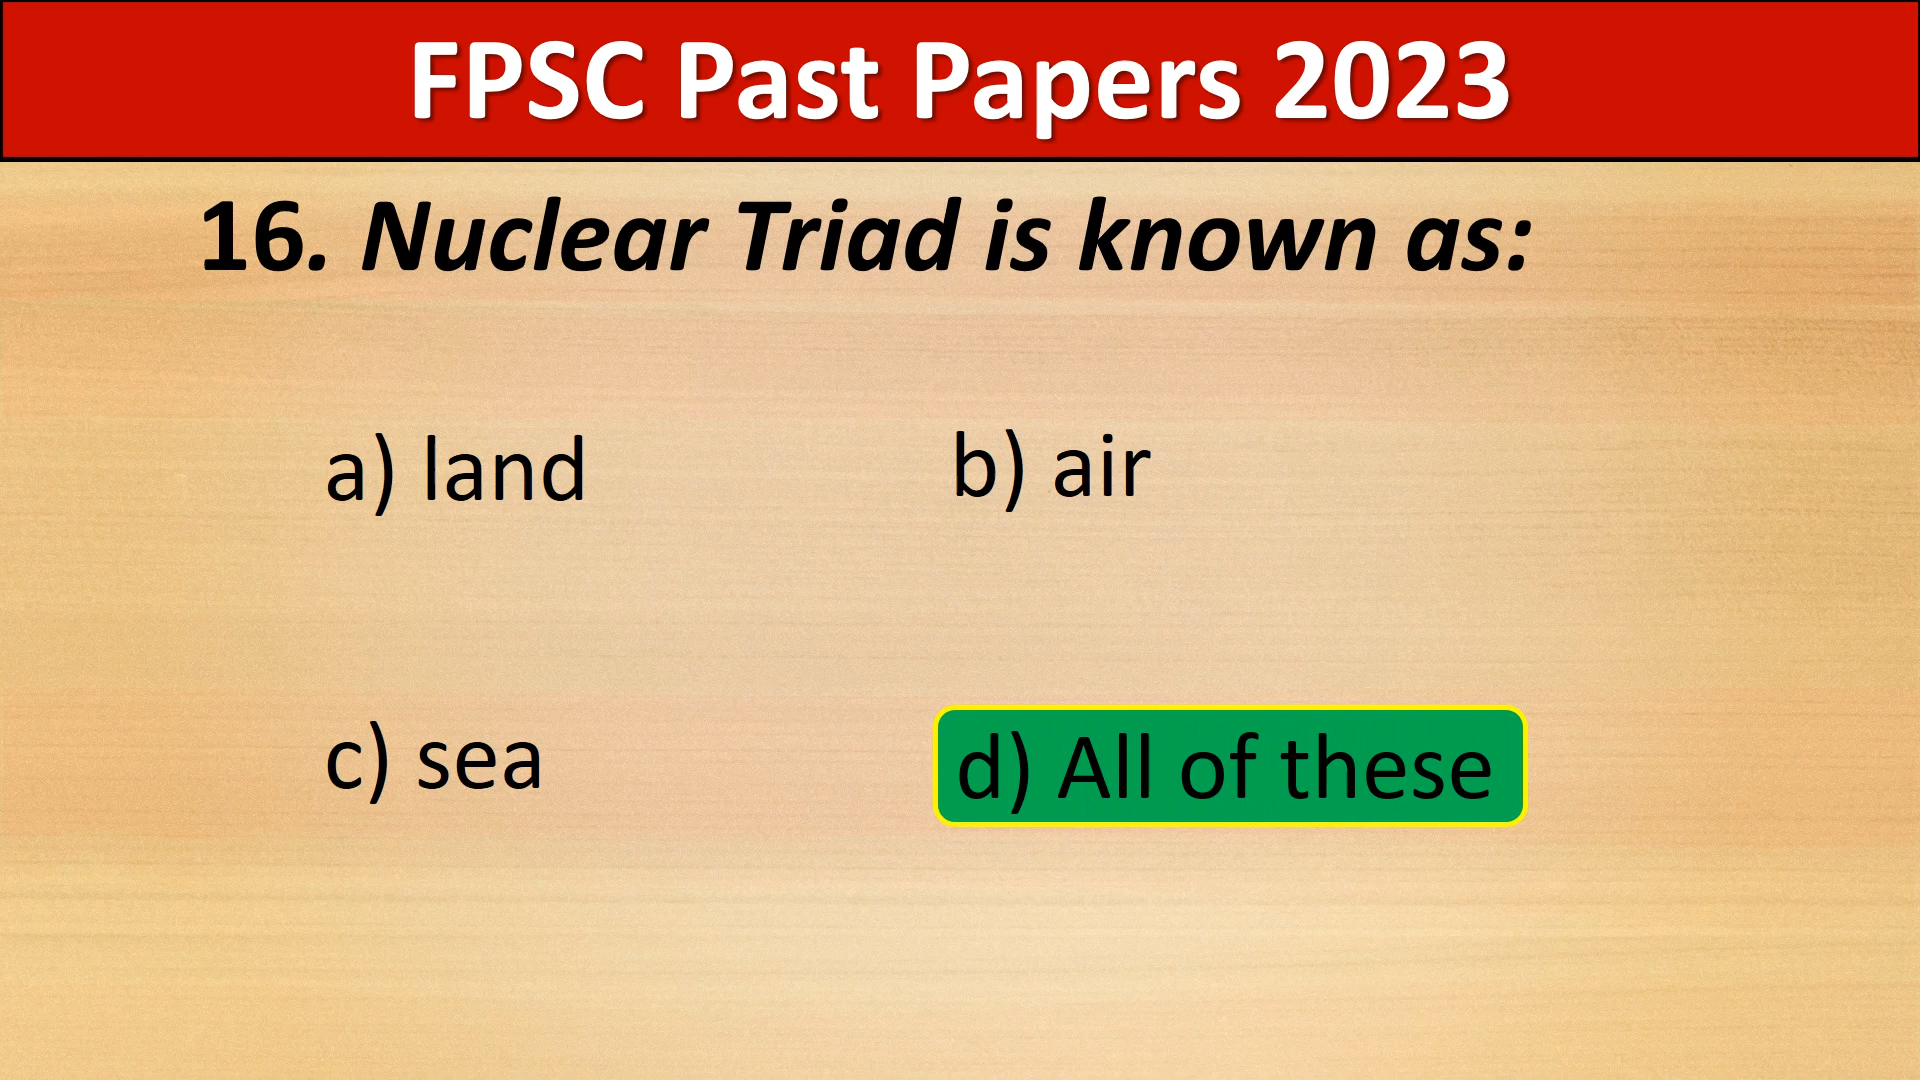 FPSC Past Papers 2023
16. Nuclear Triad is known as:
a) land
b) air
c) sea
d) All of these